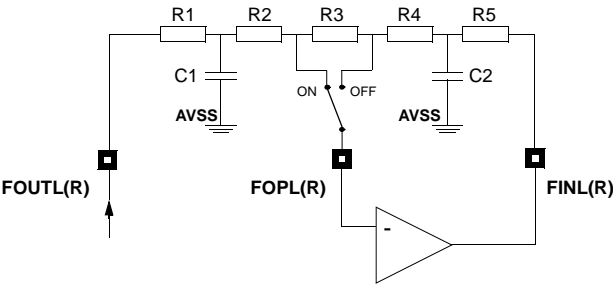 R1 R2 R3 R4 R5
C1 C2
ON OFF
AVSS AVSS
FOUTL(R) FOPL(R) FINL(R)
-